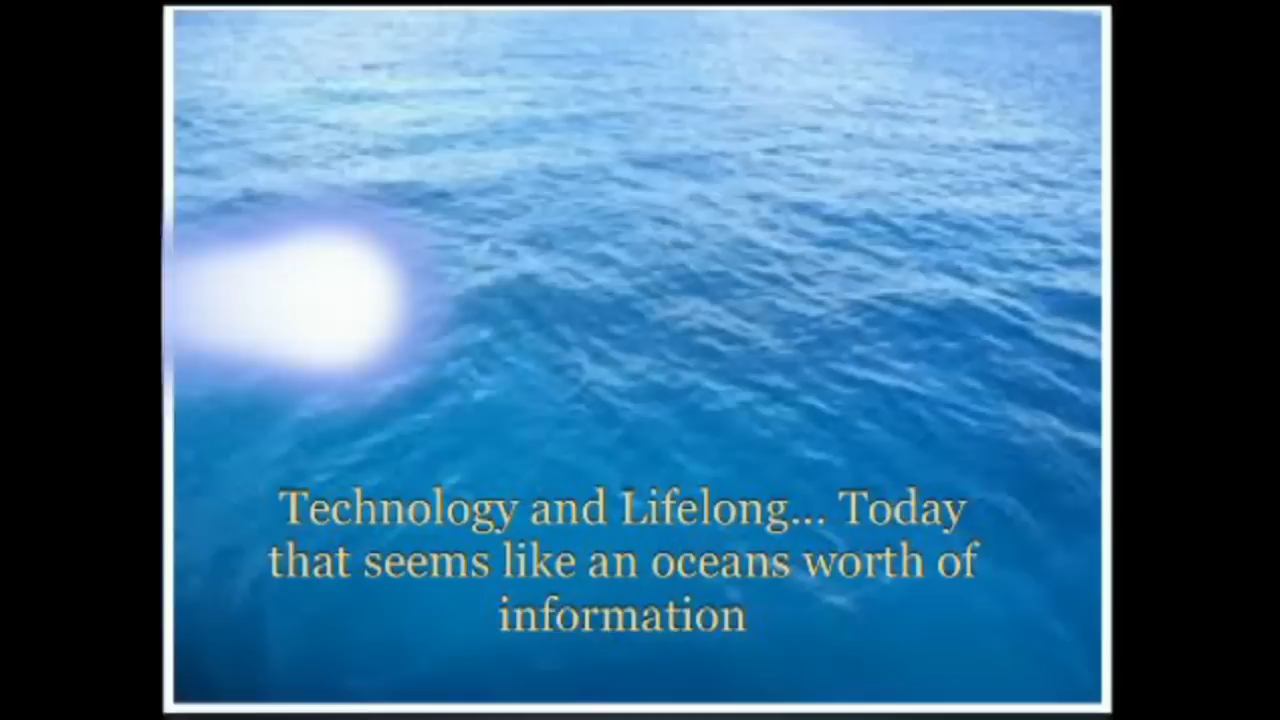 Technology and Lifelong... Today
that seems like an oceans worth of
information